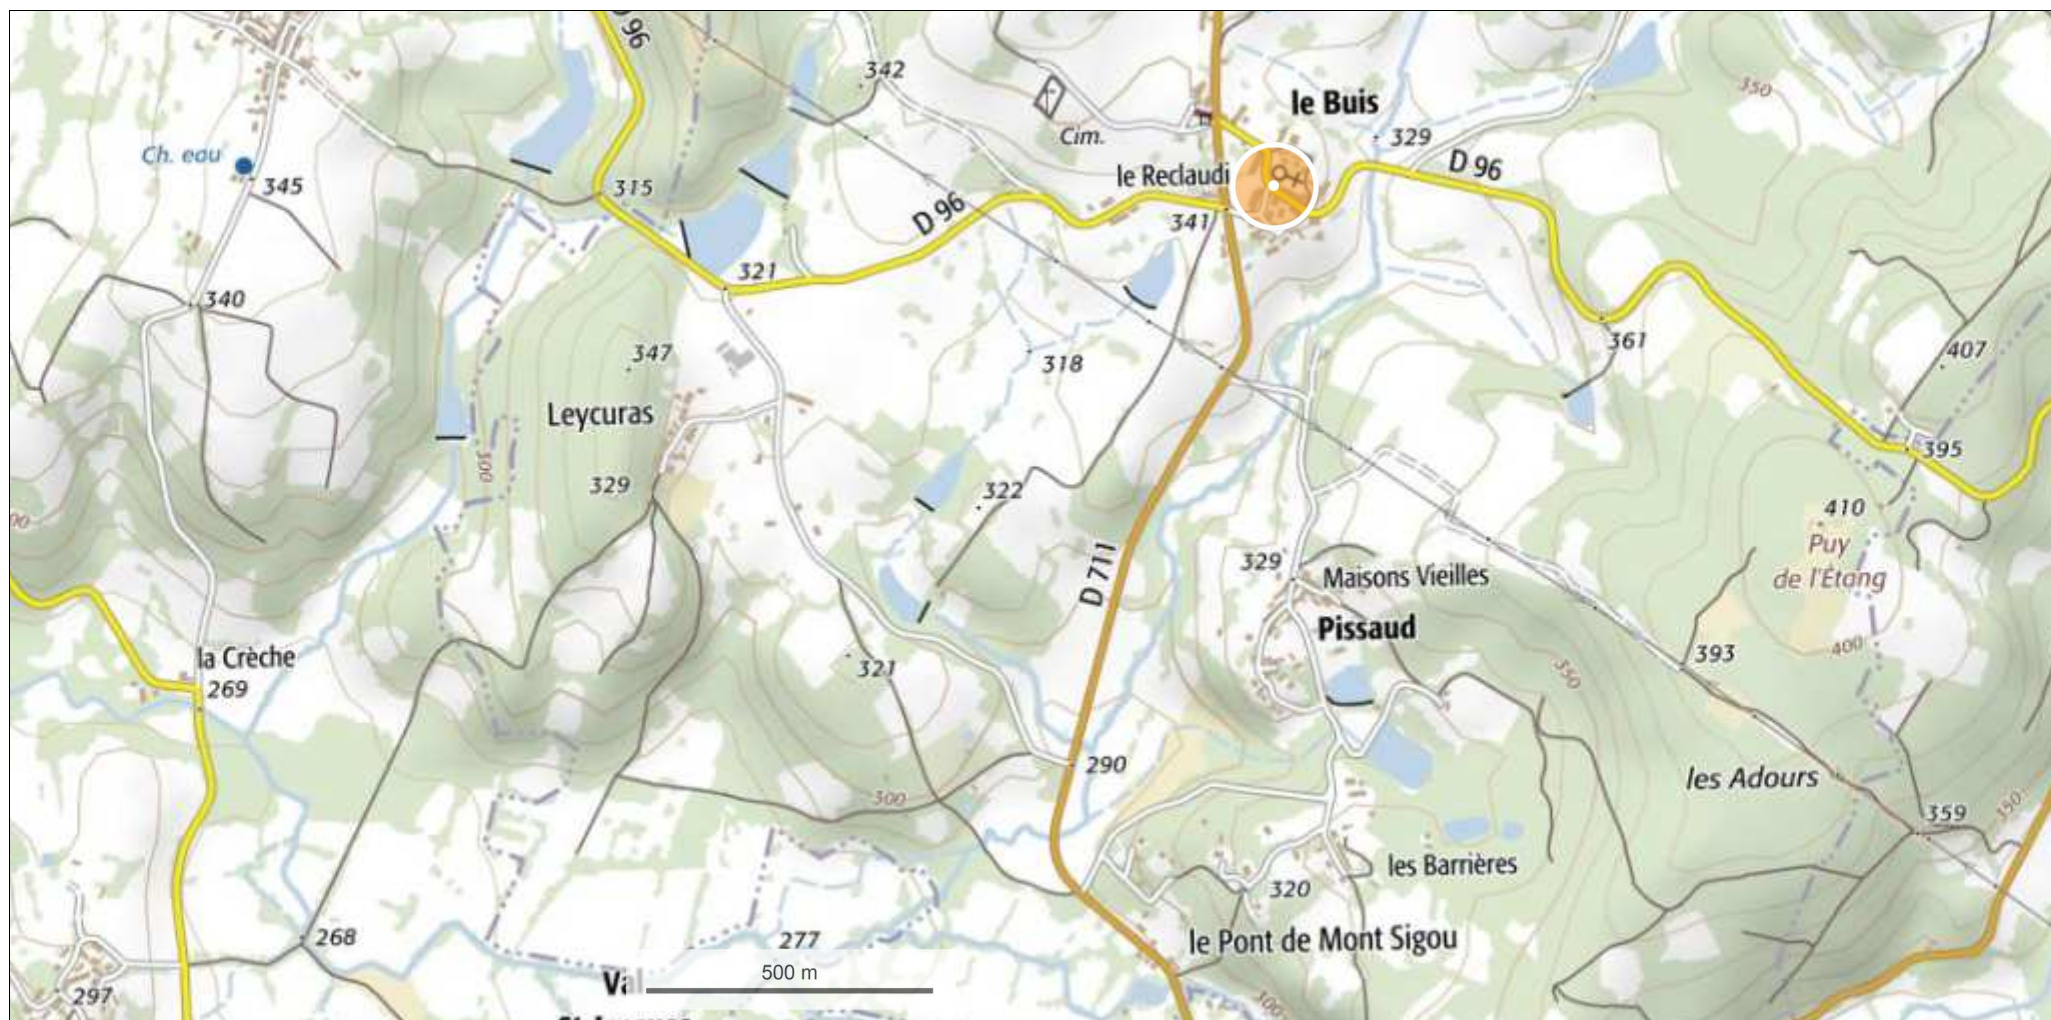 D 96
342
350
le Buis
Cim.
329
Ch. eau
345
315
le Reclaudi
D 96
D 96
341
321
340
361
347
318
407
Leycuras
395
300
329
322
410
Puy
de l'Étang
329
Maisons Vieilles
D 711
Pissaud
400
393
350
la Crèche
269
321
290
les Adours
300
359
350
les Barrières
320
268
277
le Pont de Mont Sigou
Val
500 m
297
300